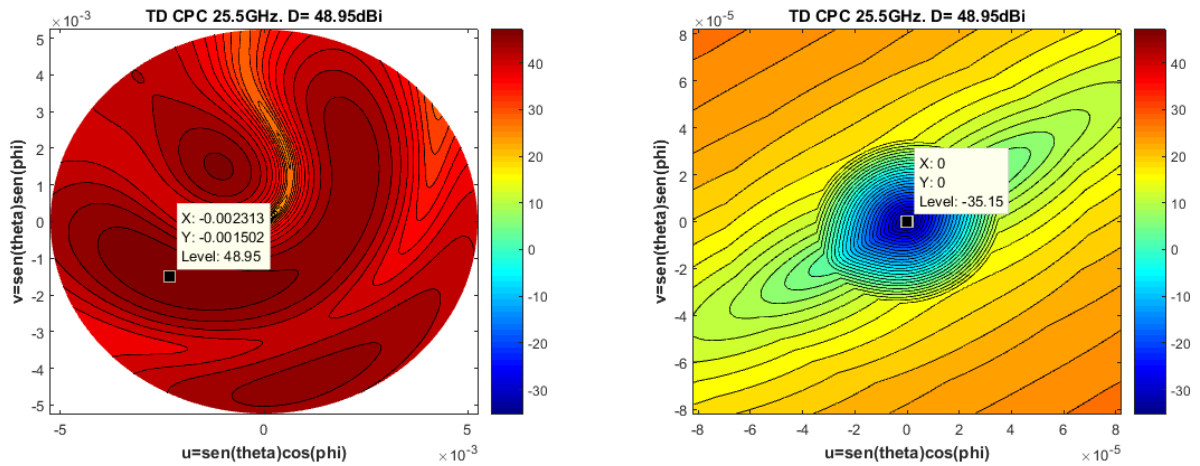 TD CPC 25.5GHz. D= 48.95dBi
×10⁻³
5
4
3
2
1
0
-1
-2
-3
-4
-5
v=sen(theta)sen(phi)
X: -0.002313
Y: -0.001502
Level: 48.95
-5 0 5
×10⁻³
u=sen(theta)cos(phi)
40
30
20
10
0
-10
-20
-30
TD CPC 25.5GHz. D= 48.95dBi
×10⁻⁵
8
6
4
2
0
-2
-4
-6
-8
v=sen(theta)sen(phi)
X: 0
Y: 0
Level: -35.15
-8 -6 -4 -2 0 2 4 6 8
×10⁻⁵
u=sen(theta)cos(phi)
40
30
20
10
0
-10
-20
-30